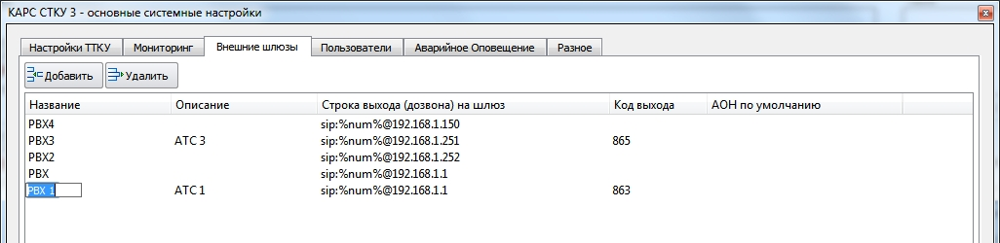 КАРС СТКУ 3 - основные системные настройки
Настройки ТТКУ Мониторинг Внешние шлюзы Пользователи Аварийное Оповещение Разное
Добавить Удалить
Название Описание Строка выхода (дозвона) на шлюз Код выхода АОН по умолчанию
PBX4 sip:%num%@192.168.1.150
PBX3 АТС 3 sip:%num%@192.168.1.251 865
PBX2 sip:%num%@192.168.1.252
PBX sip:%num%@192.168.1.1
PBX 1 АТС 1 sip:%num%@192.168.1.1 863